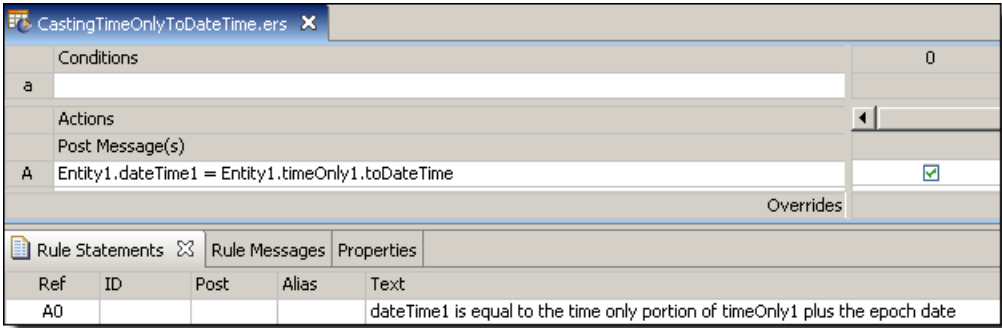 CastingTimeOnlyToDateTime.ers
Conditions 0
a
Actions
Post Message(s)
A Entity1.dateTime1 = Entity1.timeOnly1.toDateTime
Overrides
Rule Statements Rule Messages Properties
Ref ID Post Alias Text
A0 dateTime1 is equal to the time only portion of timeOnly1 plus the epoch date